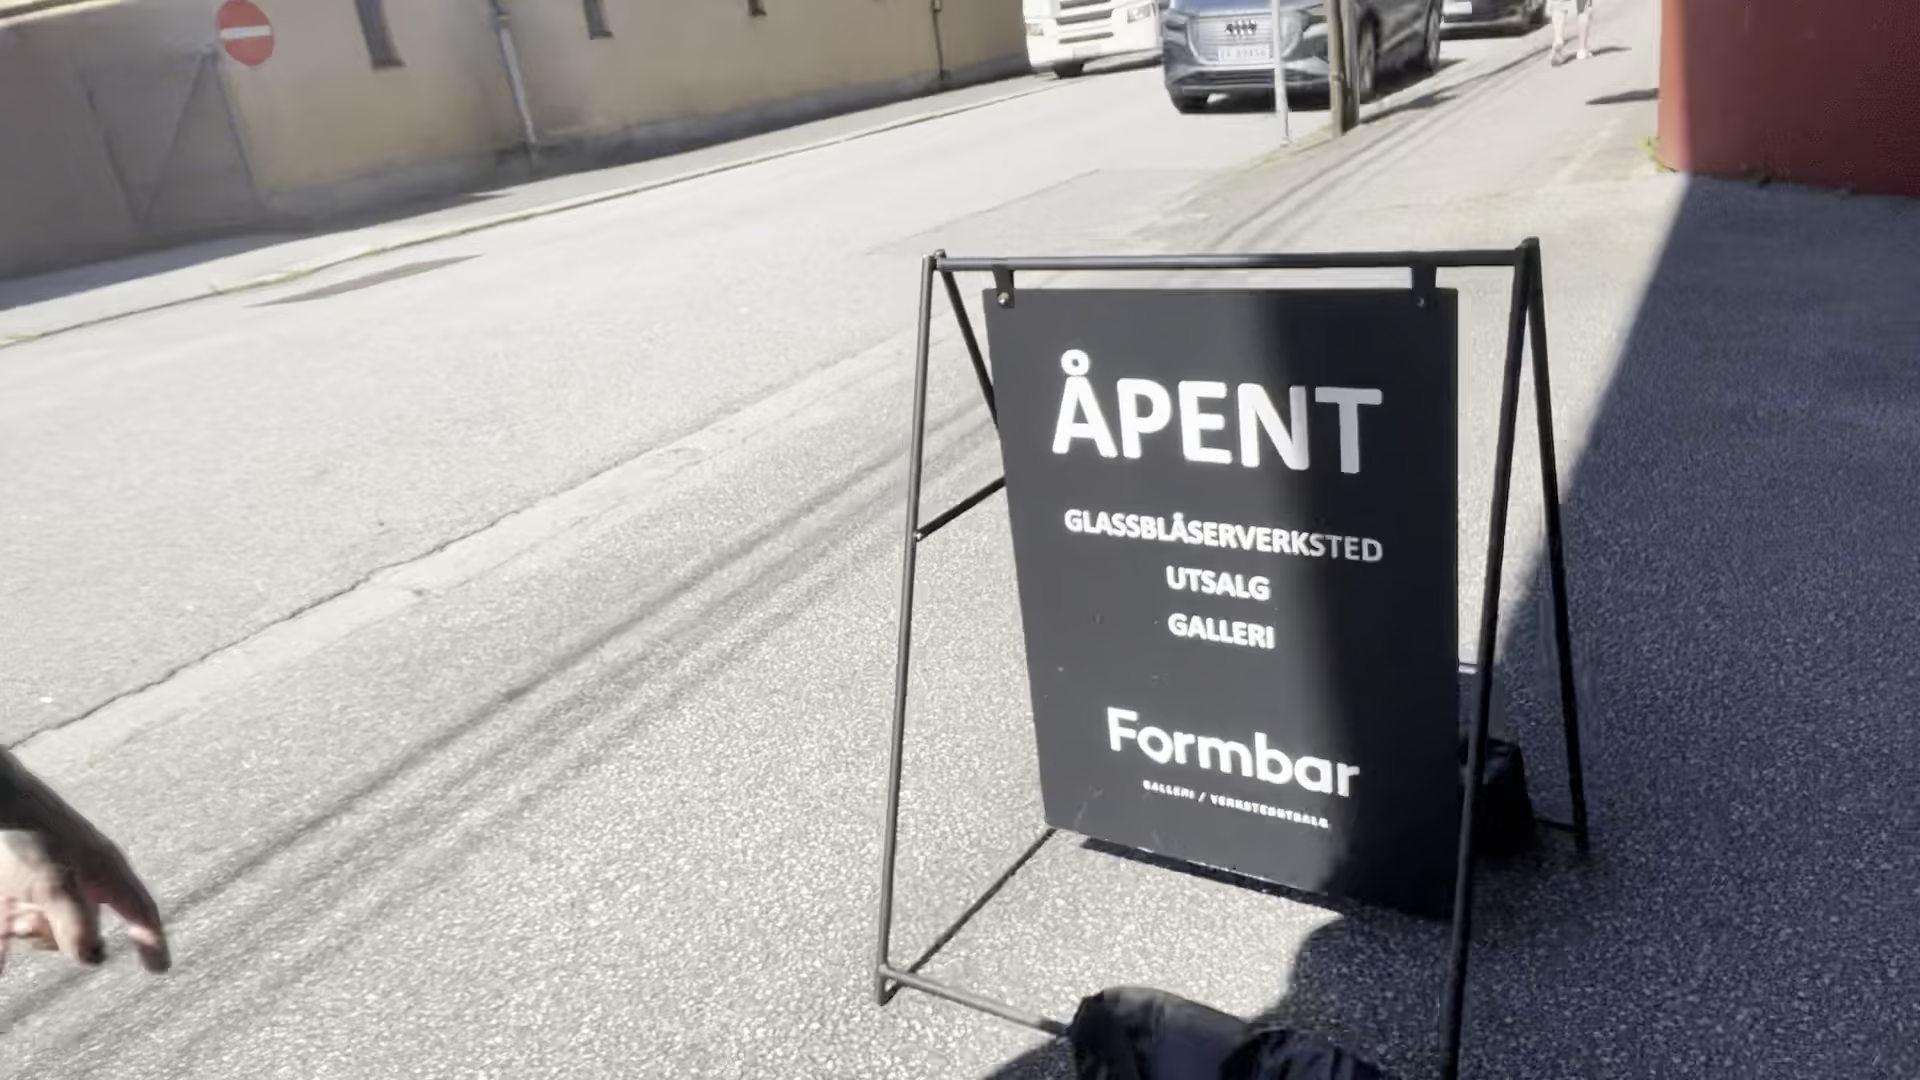 ÅPENT
GLASSBLÅSERVERKSTED
UTSALG
GALLERI
Formbar
GALLERI / VERKSTEDUTSALG